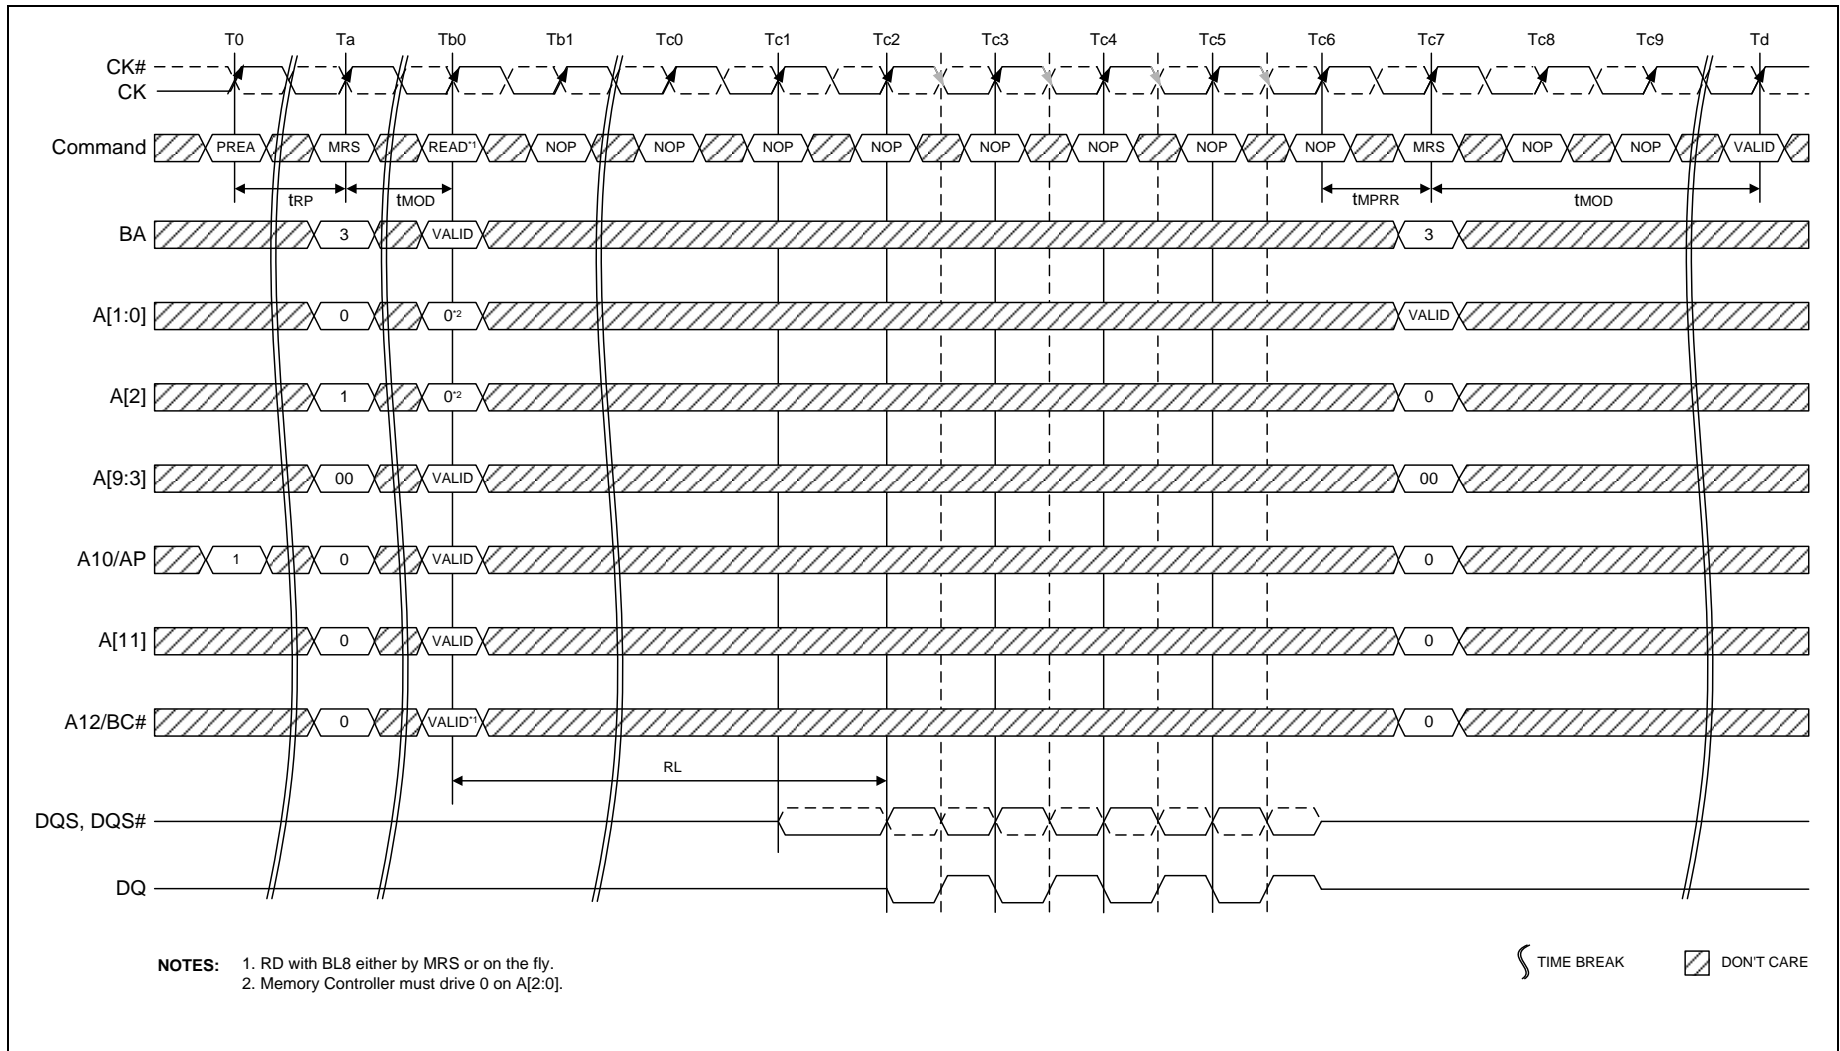 T0 Ta Tb0 Tb1 Tc0 Tc1 Tc2 Tc3 Tc4 Tc5 Tc6 Tc7 Tc8 Tc9 Td
CK#
CK
Command PREA MRS READ*1 NOP NOP NOP NOP NOP NOP NOP NOP MRS NOP NOP VALID
tRP tMOD tMPRR tMOD
BA 3 VALID 3
A[1:0] 0 0*2 VALID
A[2] 1 0*2 0
A[9:3] 00 VALID 00
A10/AP 1 0 VALID 0
A[11] 0 VALID 0
A12/BC# 0 VALID*1 0
RL
DQS, DQS#
DQ
NOTES: 1. RD with BL8 either by MRS or on the fly.
2. Memory Controller must drive 0 on A[2:0].
TIME BREAK DON'T CARE